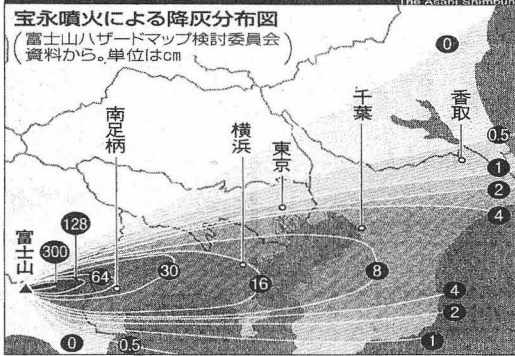 The Asahi Shimbun
宝永噴火による降灰分布図
(富士山ハザードマップ検討委員会
資料から。単位はcm)
0
千葉
香取
南足柄
横浜
東京
0.5
1
2
4
128
300
富士山
64
30
16
8
4
2
0
0.5
1